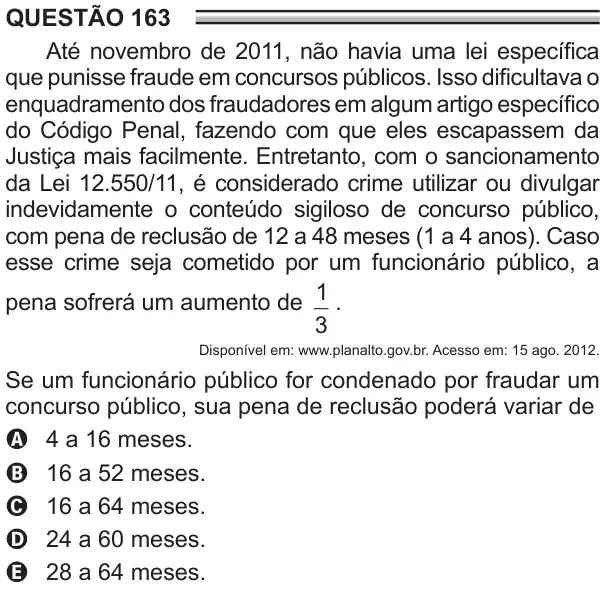 QUESTÃO 163
Até novembro de 2011, não havia uma lei específica
que punisse fraude em concursos públicos. Isso dificultava o
enquadramento dos fraudadores em algum artigo específico
do Código Penal, fazendo com que eles escapassem da
Justiça mais facilmente. Entretanto, com o sancionamento
da Lei 12.550/11, é considerado crime utilizar ou divulgar
indevidamente o conteúdo sigiloso de concurso público,
com pena de reclusão de 12 a 48 meses (1 a 4 anos). Caso
esse crime seja cometido por um funcionário público, a
pena sofrerá um aumento de 1/3 .
Disponível em: www.planalto.gov.br. Acesso em: 15 ago. 2012.
Se um funcionário público for condenado por fraudar um
concurso público, sua pena de reclusão poderá variar de
A 4 a 16 meses.
B 16 a 52 meses.
C 16 a 64 meses.
D 24 a 60 meses.
E 28 a 64 meses.